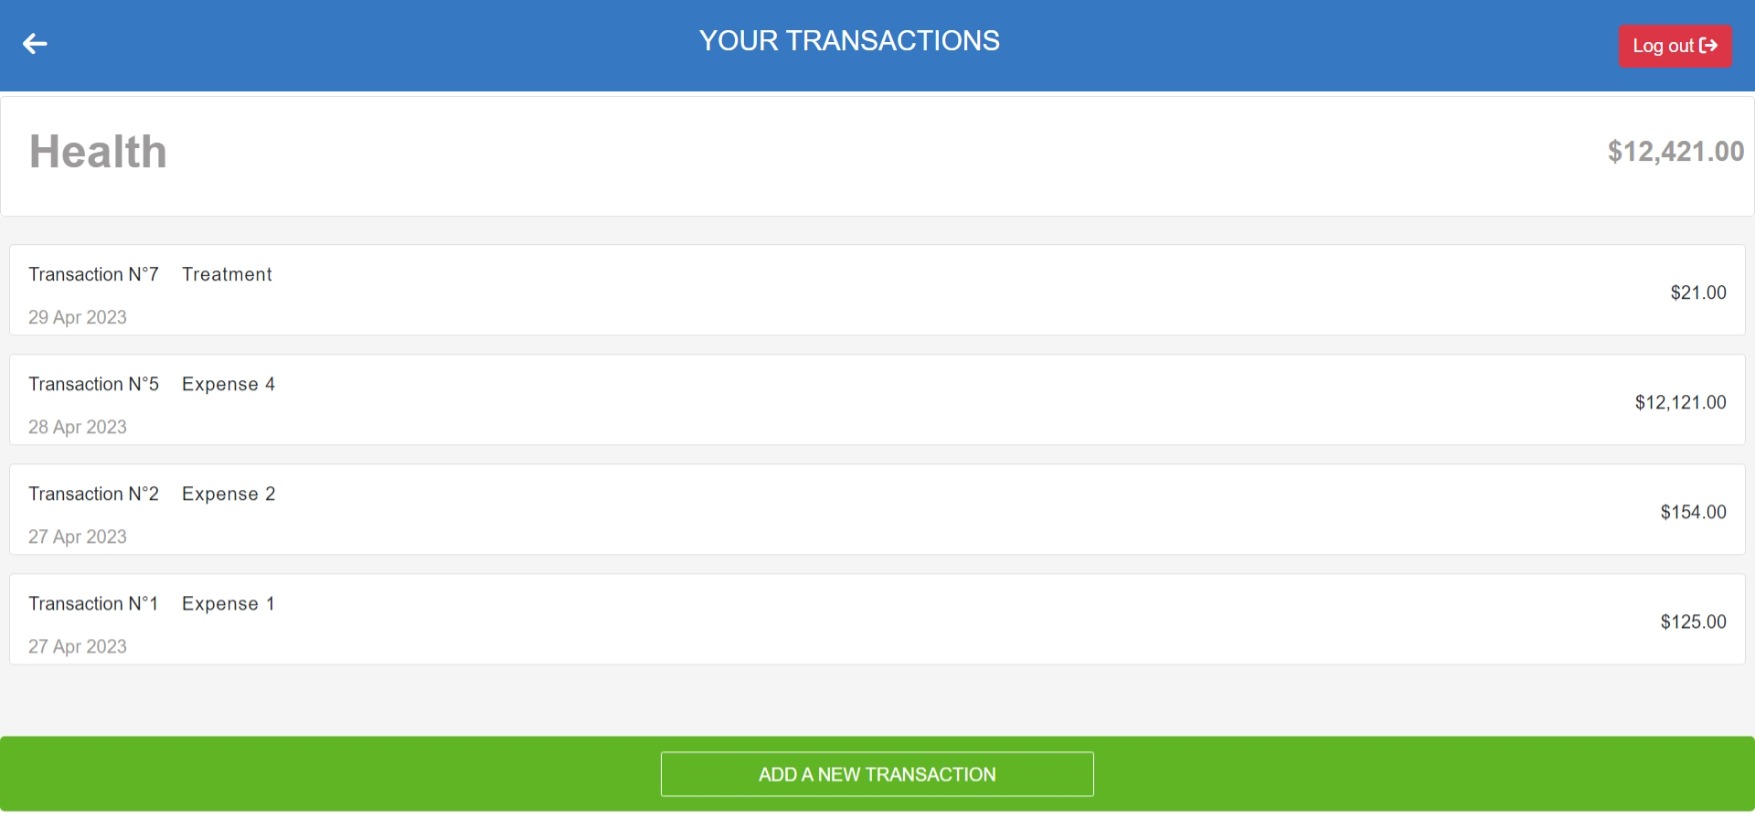 YOUR TRANSACTIONS
Log out
Health
$12,421.00
Transaction N°7 Treatment
$21.00
29 Apr 2023
Transaction N°5 Expense 4
$12,121.00
28 Apr 2023
Transaction N°2 Expense 2
$154.00
27 Apr 2023
Transaction N°1 Expense 1
$125.00
27 Apr 2023
ADD A NEW TRANSACTION